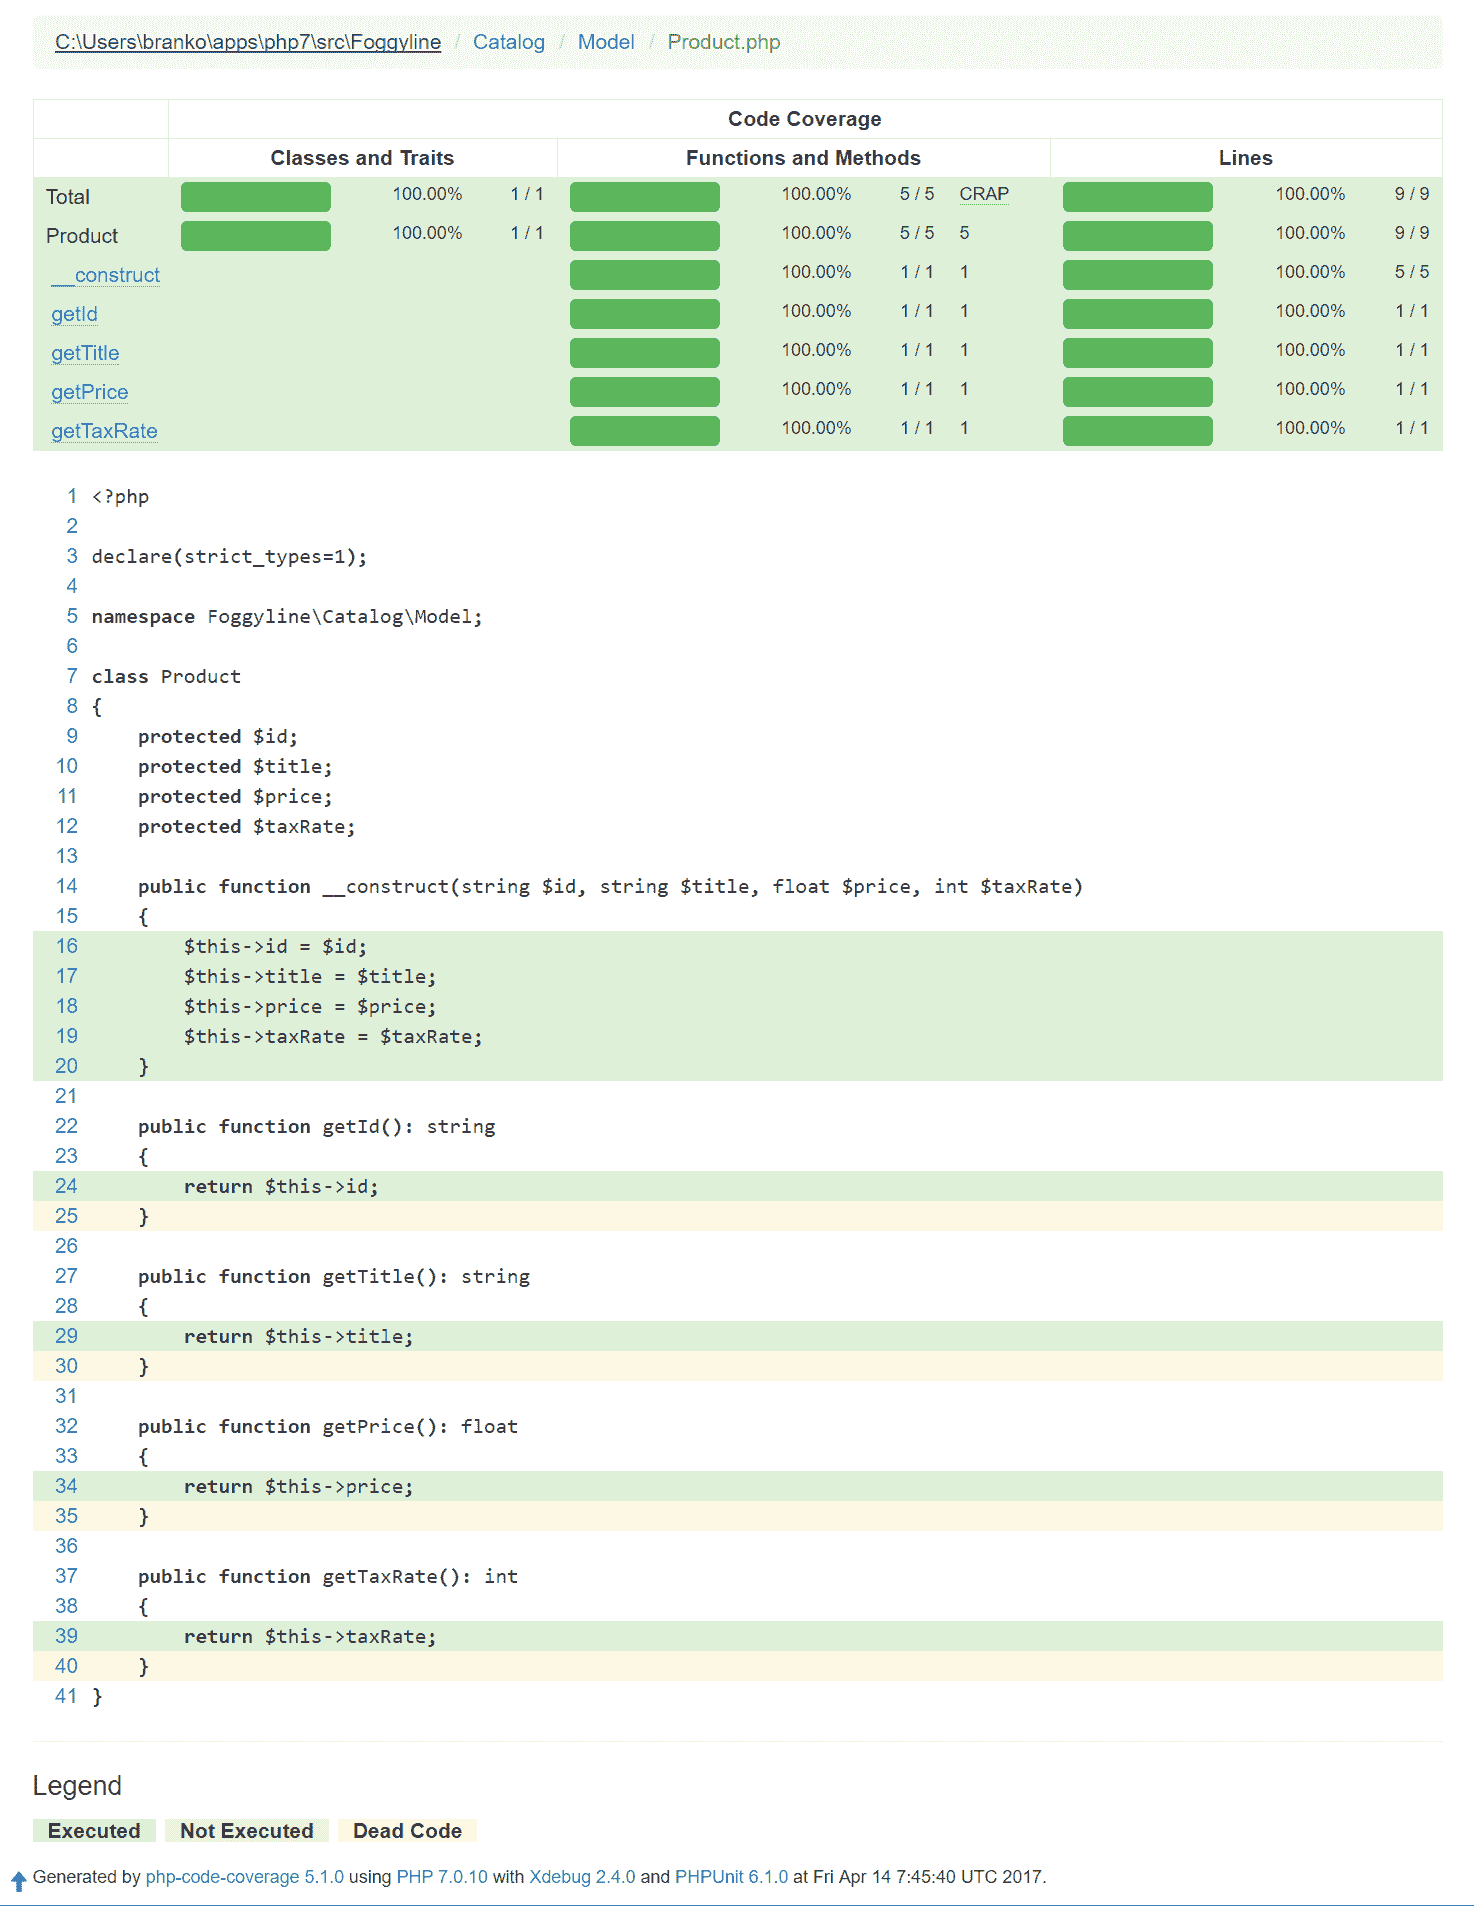 C:\Users\branko\apps\php7\src\Foggyline / Catalog / Model / Product.php
Code Coverage
Classes and Traits Functions and Methods Lines
Total 100.00% 1 / 1 100.00% 5 / 5 CRAP 100.00% 9 / 9
Product 100.00% 1 / 1 100.00% 5 / 5 5 100.00% 9 / 9
__construct 100.00% 1 / 1 1 100.00% 5 / 5
getId 100.00% 1 / 1 1 100.00% 1 / 1
getTitle 100.00% 1 / 1 1 100.00% 1 / 1
getPrice 100.00% 1 / 1 1 100.00% 1 / 1
getTaxRate 100.00% 1 / 1 1 100.00% 1 / 1
1 <?php
2
3 declare(strict_types=1);
4
5 namespace Foggyline\Catalog\Model;
6
7 class Product
8 {
9     protected $id;
10     protected $title;
11     protected $price;
12     protected $taxRate;
13
14     public function __construct(string $id, string $title, float $price, int $taxRate)
15     {
16         $this->id = $id;
17         $this->title = $title;
18         $this->price = $price;
19         $this->taxRate = $taxRate;
20     }
21
22     public function getId(): string
23     {
24         return $this->id;
25     }
26
27     public function getTitle(): string
28     {
29         return $this->title;
30     }
31
32     public function getPrice(): float
33     {
34         return $this->price;
35     }
36
37     public function getTaxRate(): int
38     {
39         return $this->taxRate;
40     }
41 }
Legend
Executed Not Executed Dead Code
Generated by php-code-coverage 5.1.0 using PHP 7.0.10 with Xdebug 2.4.0 and PHPUnit 6.1.0 at Fri Apr 14 7:45:40 UTC 2017.